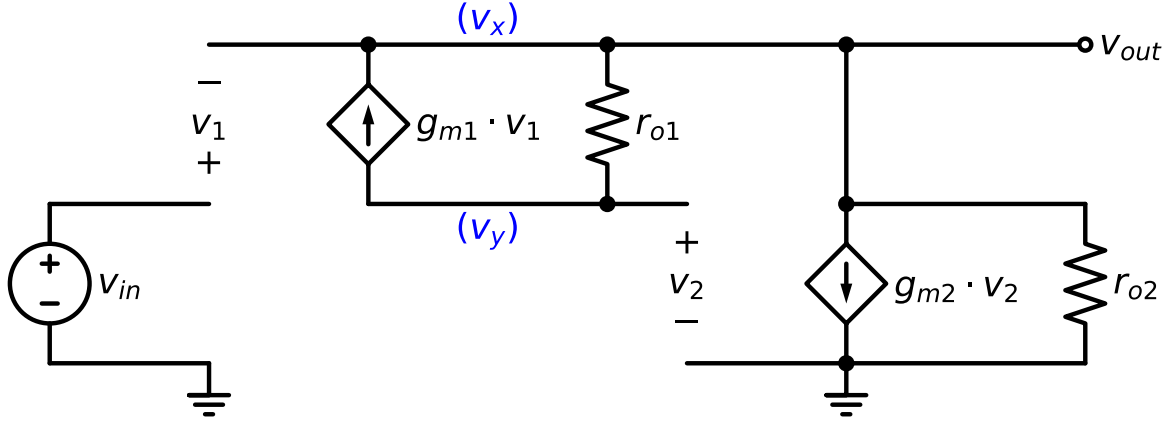 (v_x)
v_out
−
v_1
+
g_m1 · v_1
r_o1
(v_y)
+
v_2
−
+
−
v_in
g_m2 · v_2
r_o2